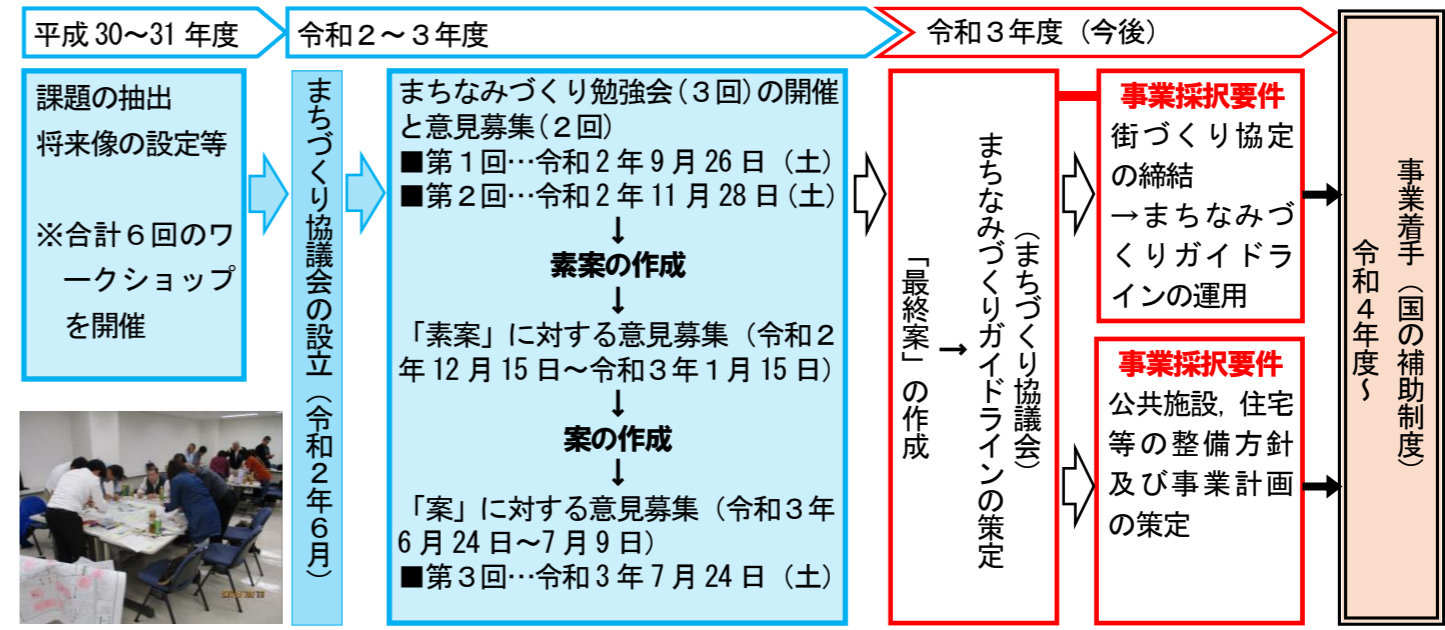 平成30～31年度
令和２～３年度
令和３年度（今後）
課題の抽出
将来像の設定等
※合計６回のワ
ークショップ
を開催
まちづくり協議会の設立（令和２年６月）
まちなみづくり勉強会（３回）の開催
と意見募集（２回）
■第１回…令和２年９月26日（土）
■第２回…令和２年11月28日（土）
↓
素案の作成
↓
「素案」に対する意見募集（令和２
年12月15日～令和３年１月15日）
↓
案の作成
↓
「案」に対する意見募集（令和３年
６月24日～７月９日）
■第３回…令和３年７月24日（土）
「最終案」の作成
→
まちなみづくりガイドラインの策定
（まちづくり協議会）
事業採択要件
街づくり協定
の締結
→まちなみづ
くりガイドラ
インの運用
事業採択要件
公共施設，住宅
等の整備方針
及び事業計画
の策定
事業着手（国の補助制度）
令和４年度～